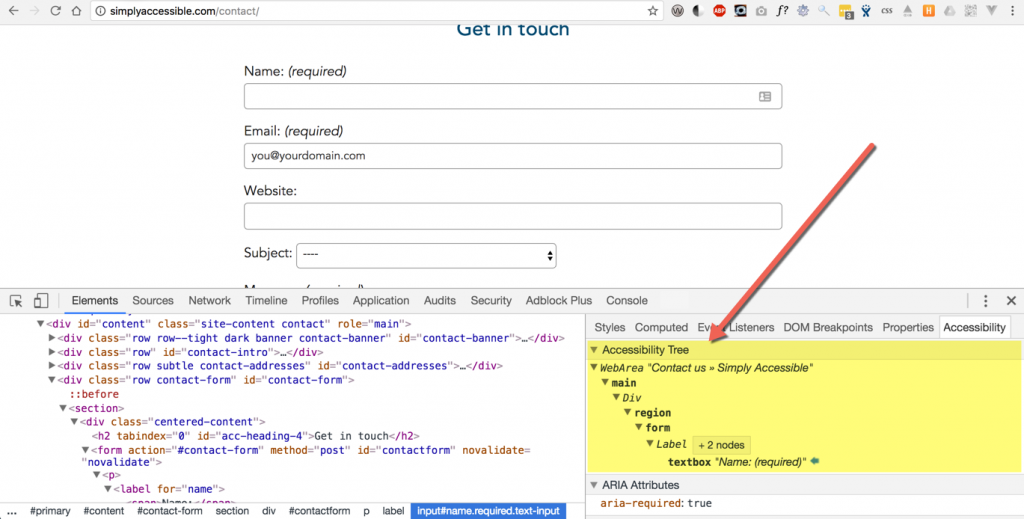 simplyaccessible.com/contact/
ABP
f?
3
css
Get in touch
Name: (required)
Email: (required)
you@yourdomain.com
Website:
Subject: ----
Elements Sources Network Timeline Profiles Application Audits Security Adblock Plus Console
<div id="content" class="site-content contact" role="main">
<div class="row row--tight dark banner contact-banner" id="contact-banner">…</div>
<div class="row" id="contact-intro">…</div>
<div class="row subtle contact-addresses" id="contact-addresses">…</div>
<div class="row contact-form" id="contact-form">
::before
<section>
<div class="centered-content">
<h2 tabindex="0" id="acc-heading-4">Get in touch</h2>
<form action="#contact-form" method="post" id="contactform" novalidate=
"novalidate">
<p>
<label for="name">
<span>Name:</span>
... #primary #content #contact-form section div #contactform p label input#name.required.text-input
Styles Computed Event Listeners DOM Breakpoints Properties Accessibility
Accessibility Tree
WebArea "Contact us » Simply Accessible"
main
Div
region
form
Label + 2 nodes
textbox "Name: (required)"
ARIA Attributes
aria-required: true